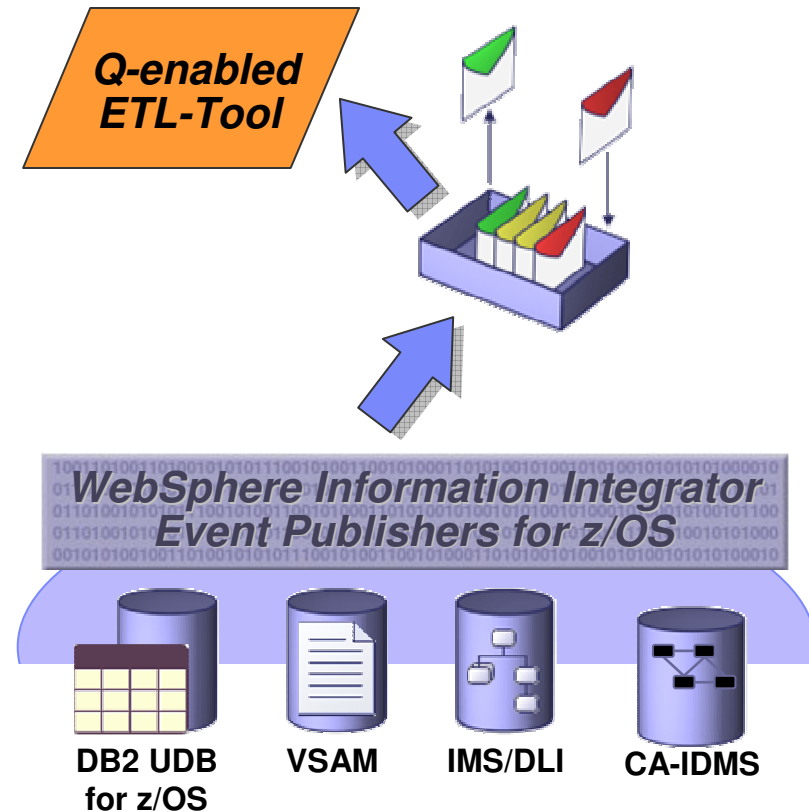 Q-enabled
ETL-Tool
WebSphere Information Integrator
Event Publishers for z/OS
DB2 UDB
for z/OS
VSAM
IMS/DLI
CA-IDMS